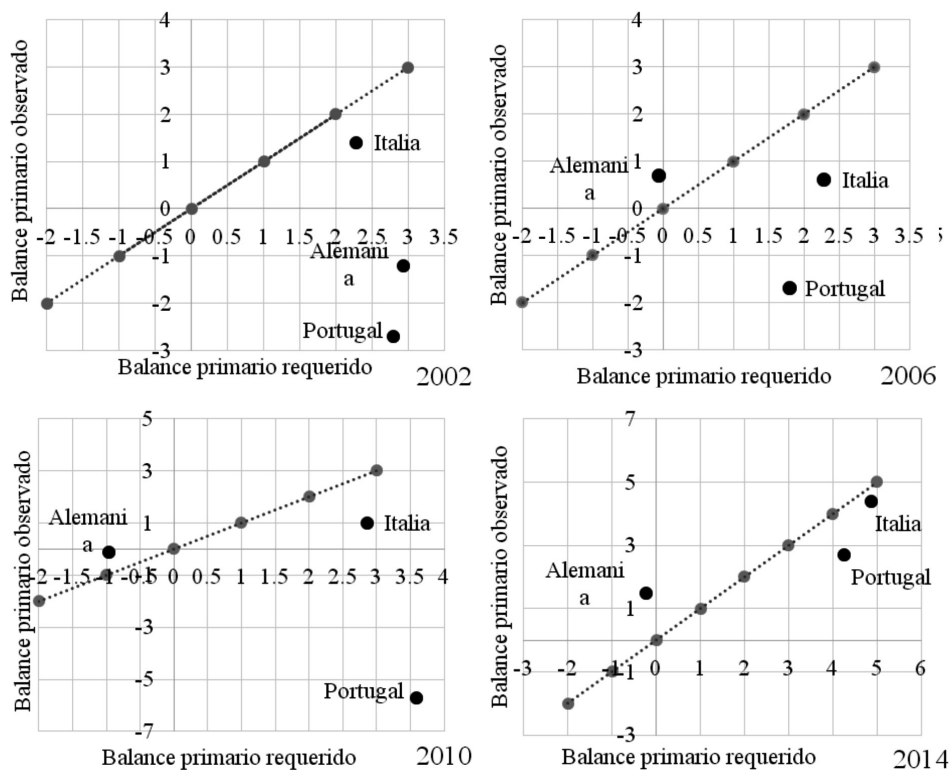 Balance primario observado
4
3
2
1
Italia
0
-2 -1.5 -1 -0.5 0 0.5 1 1.5 2 2.5 3 3.5
-1
Alemani
a
-2
Portugal
-3
Balance primario requerido
2002
Balance primario observado
4
3
2
1
Alemani
a
Italia
0
-2 -1.5 -1 -0.5 0 0.5 1 1.5 2 2.5 3 3.5
-1
Portugal
-2
-3
Balance primario requerido
2006
Balance primario observado
5
3
Alemani
a
1
Italia
-2 -1.5 -1 -0.5 0 0.5 1 1.5 2 2.5 3 3.5 4
-1
-3
-5
Portugal
-7
Balance primario requerido
2010
Balance primario observado
7
5
Italia
3
Portugal
Alemani
a
1
-3 -2 -1 0 1 2 3 4 5 6
-1
-3
Balance primario requerido
2014